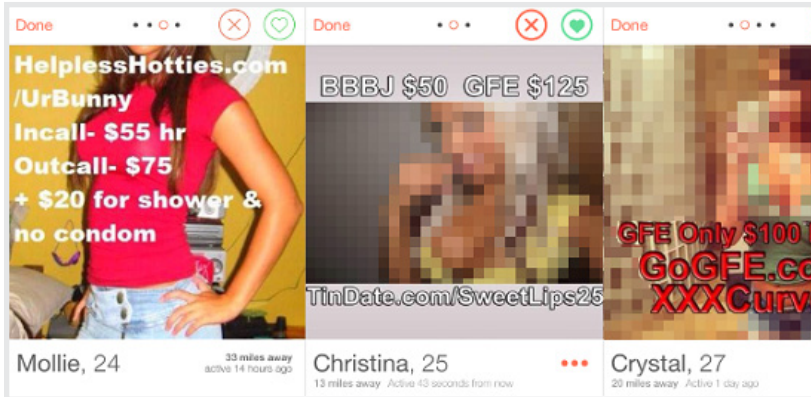 Done
HelplessHotties.com
/UrBunny
Incall- $55 hr
Outcall- $75
+ $20 for shower &
no condom
Mollie, 24
33 miles away
active 14 hours ago
Done
BBBJ $50 GFE $125
TinDate.com/SweetLips25
Christina, 25
13 miles away Active 43 seconds from now
Done
GFE Only $100
GoGFE.co
XXXCurv
Crystal, 27
20 miles away Active 1 day ago